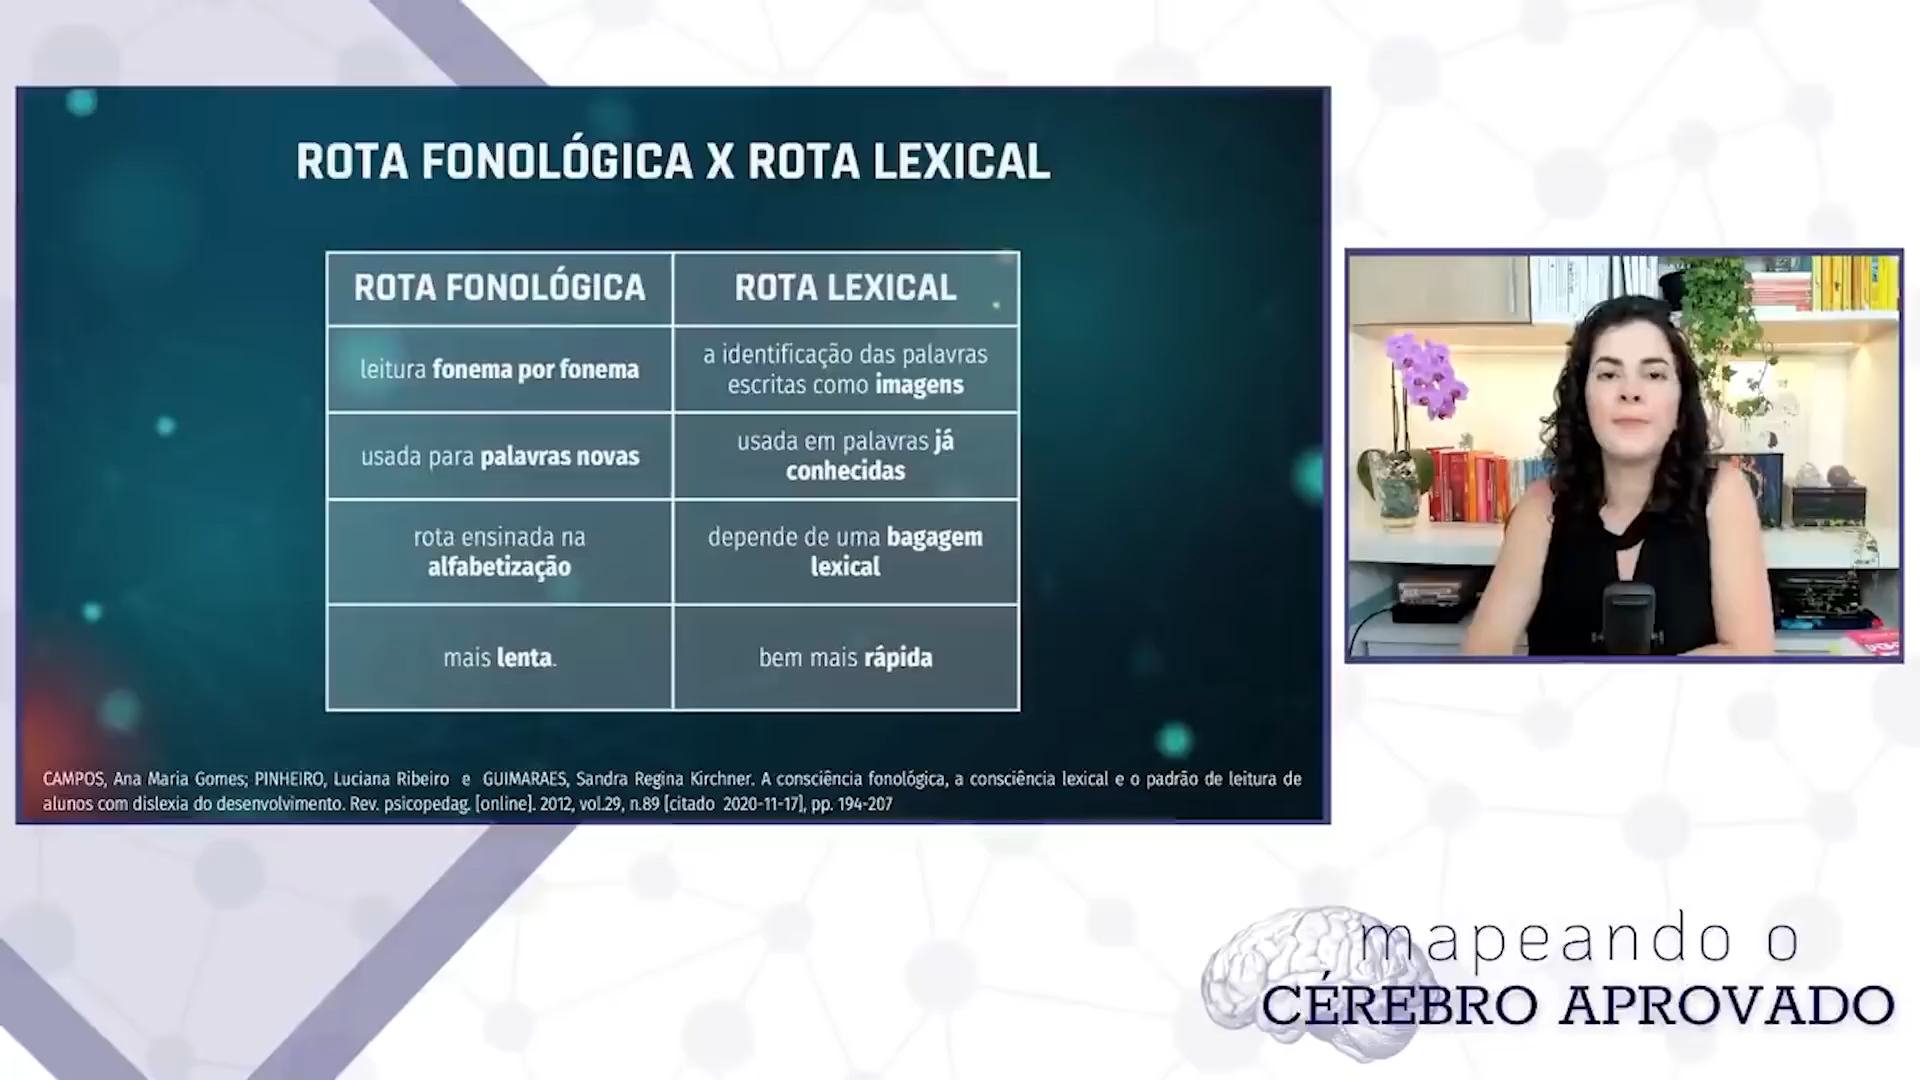 ROTA FONOLÓGICA X ROTA LEXICAL
ROTA FONOLÓGICA
ROTA LEXICAL
leitura fonema por fonema
a identificação das palavras
escritas como imagens
usada para palavras novas
usada em palavras já
conhecidas
rota ensinada na
alfabetização
depende de uma bagagem
lexical
mais lenta.
bem mais rápida
CAMPOS, Ana Maria Gomes; PINHEIRO, Luciana Ribeiro e GUIMARAES, Sandra Regina Kirchner. A consciência fonológica, a consciência lexical e o padrão de leitura de
alunos com dislexia do desenvolvimento. Rev. psicopedag. [online]. 2012, vol.29, n.89 [citado 2020-11-17], pp. 194-207
mapeando o
CÉREBRO APROVADO